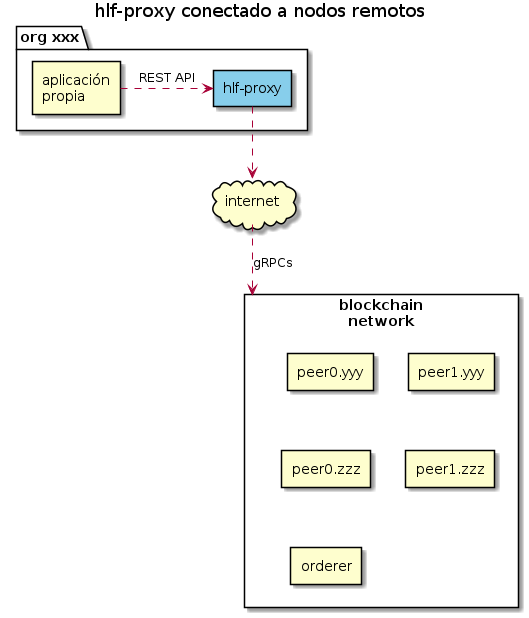 hlf-proxy conectado a nodos remotos
org xxx
aplicación
propia
REST API
hlf-proxy
internet
gRPCs
blockchain
network
peer0.yyy
peer1.yyy
peer0.zzz
peer1.zzz
orderer